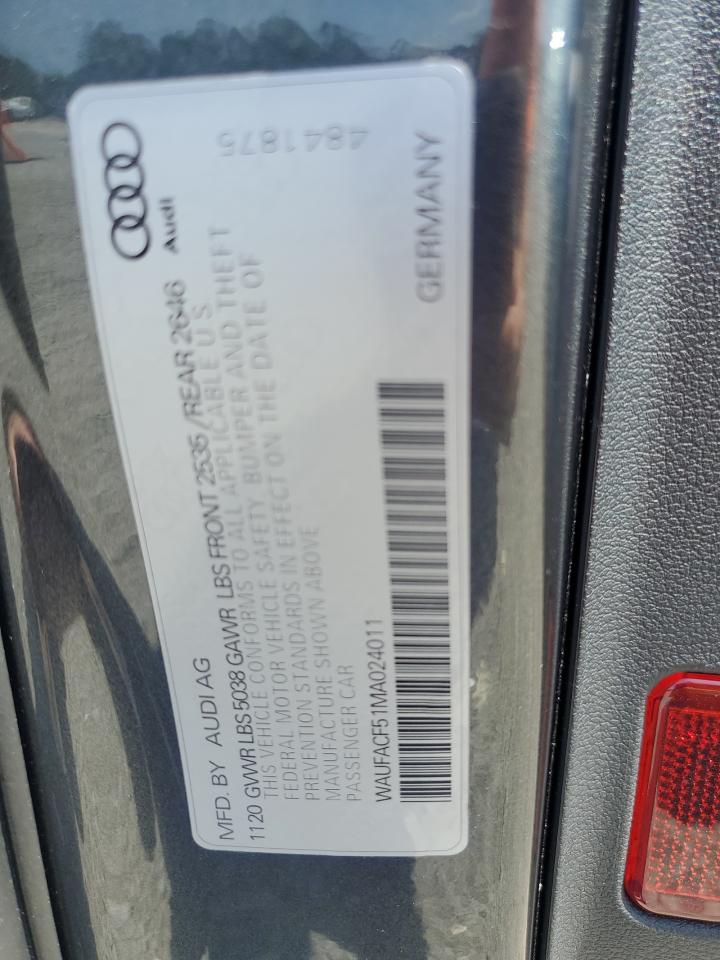 Audi
MFD. BY AUDI AG
1120 GVWR LBS 5038 GAWR LBS FRONT 2535 /REAR 2646
THIS VEHICLE CONFORMS TO ALL APPLICABLE U S
FEDERAL MOTOR VEHICLE SAFETY BUMPER AND THEFT
PREVENTION STANDARDS IN EFFECT ON THE DATE OF
MANUFACTURE SHOWN ABOVE
PASSENGER CAR
WAUFACF51MA024011
GERMANY
4841875